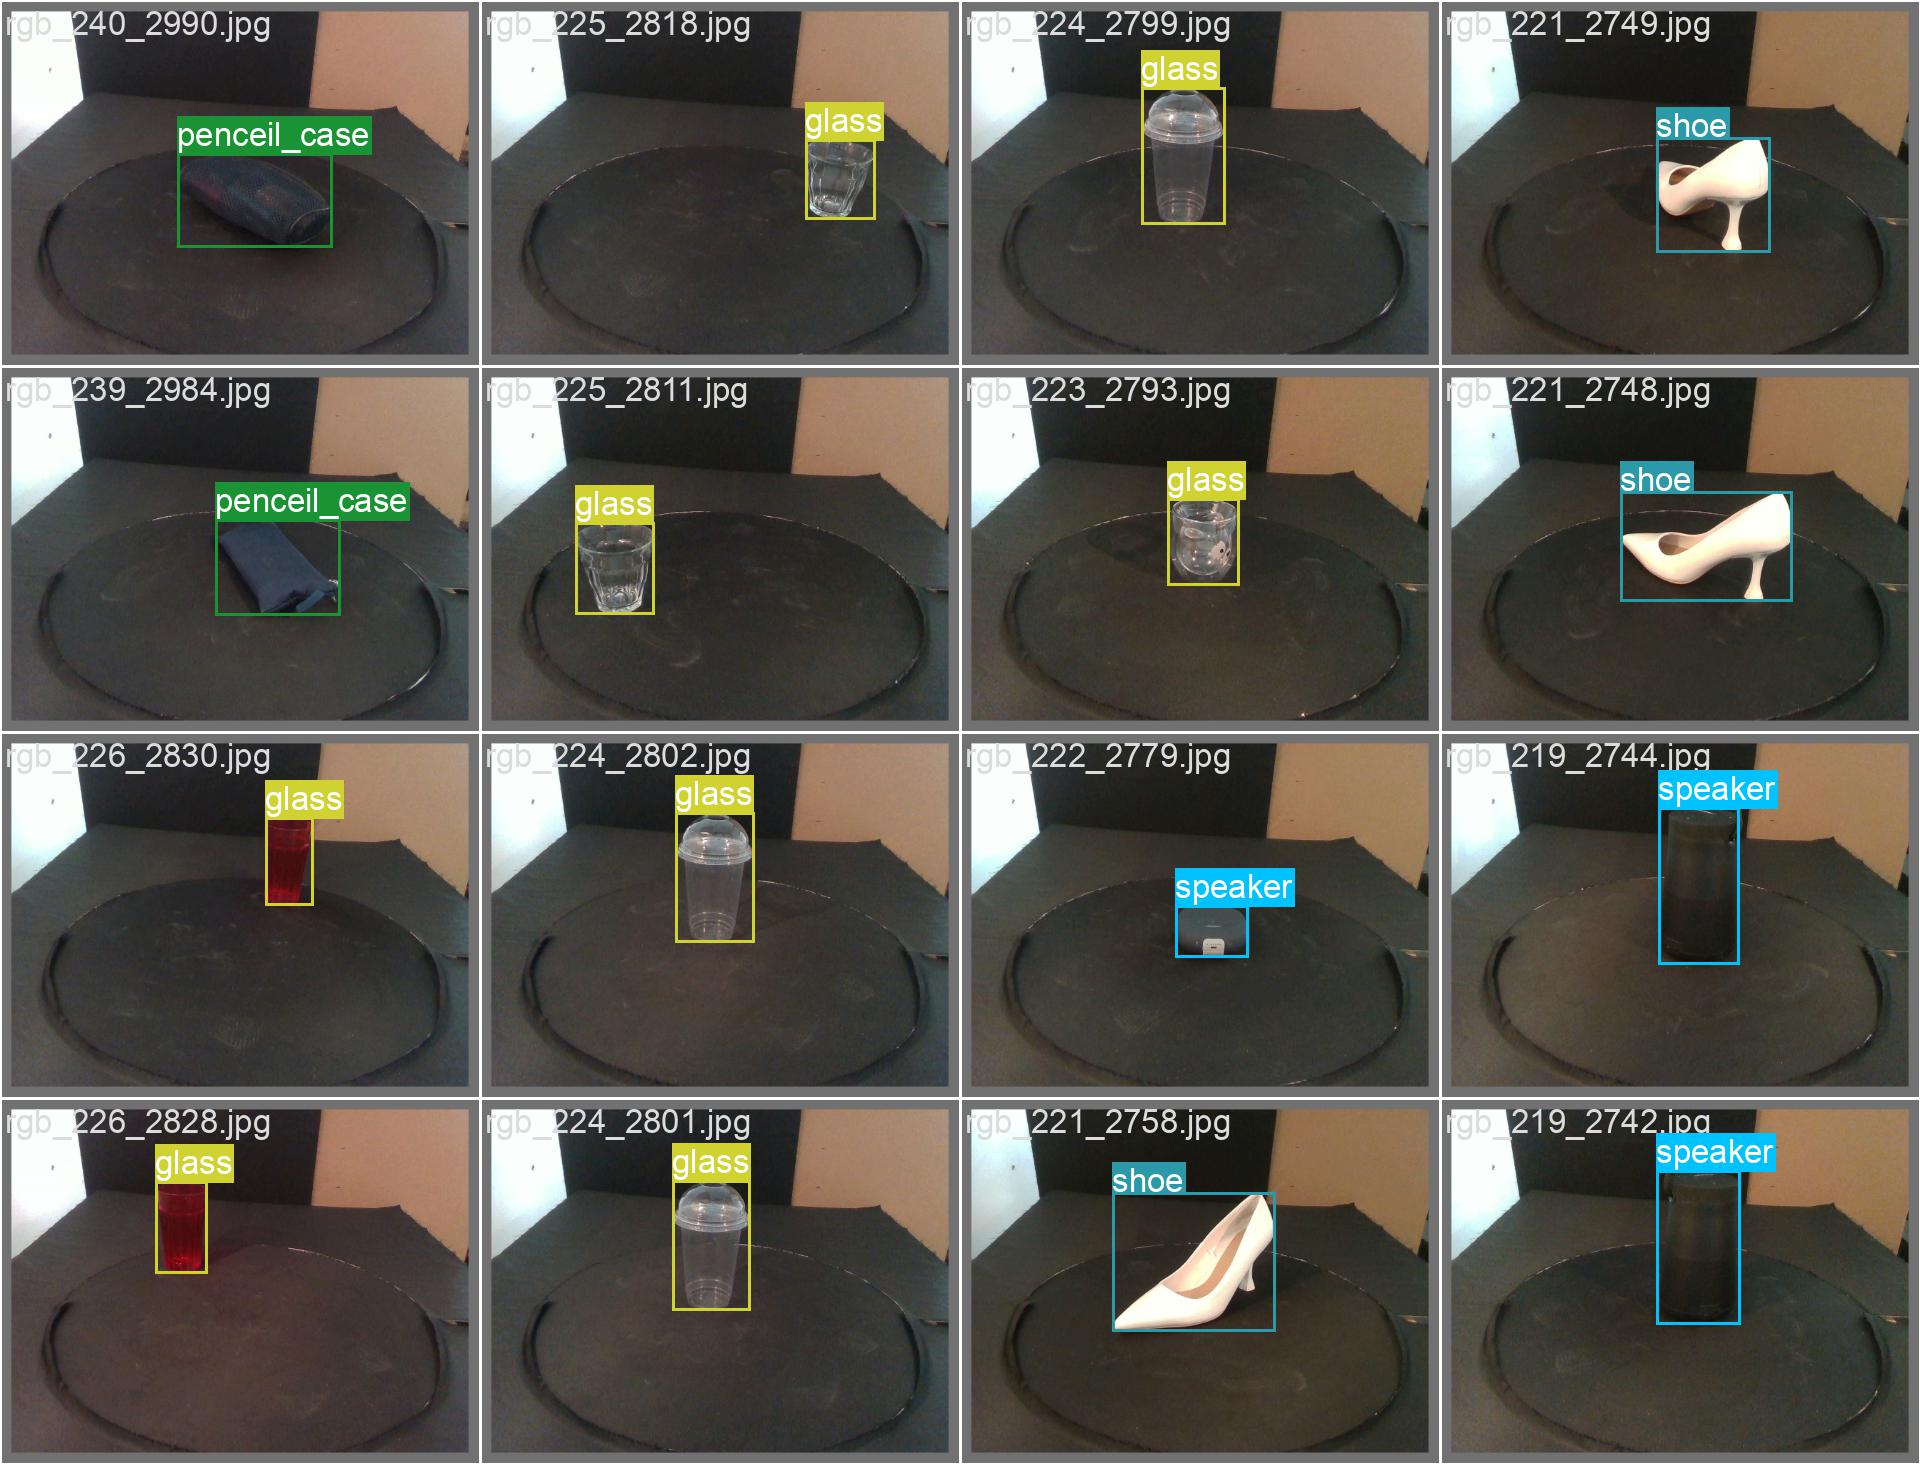 rgb_240_2990.jpg
penceil_case
rgb_225_2818.jpg
glass
rgb_224_2799.jpg
glass
rgb_221_2749.jpg
shoe
rgb_239_2984.jpg
penceil_case
rgb_225_2811.jpg
glass
rgb_223_2793.jpg
glass
rgb_221_2748.jpg
shoe
rgb_226_2830.jpg
glass
rgb_224_2802.jpg
glass
rgb_222_2779.jpg
speaker
rgb_219_2744.jpg
speaker
rgb_226_2828.jpg
glass
rgb_224_2801.jpg
glass
rgb_221_2758.jpg
shoe
rgb_219_2742.jpg
speaker